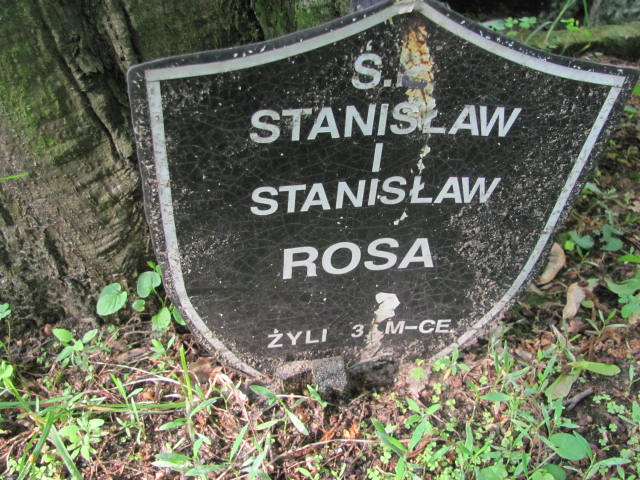 Ś.P.
STANISŁAW
I
STANISŁAW
ROSA
ŻYLI 3 M-CE